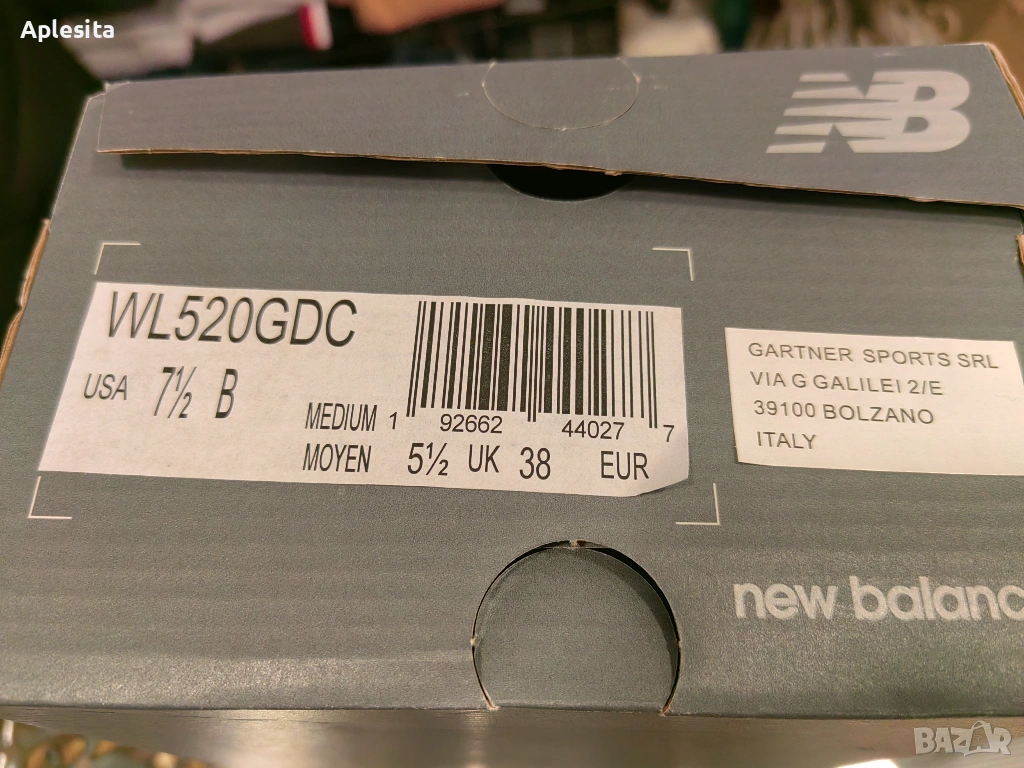 Aplesita
NB
WL520GDC
USA 7½ B
MEDIUM
MOYEN 5½ UK 38 EUR
1 92662 44027 7
GARTNER SPORTS SRL
VIA G GALILEI 2/E
39100 BOLZANO
ITALY
new balanc
BAZAR